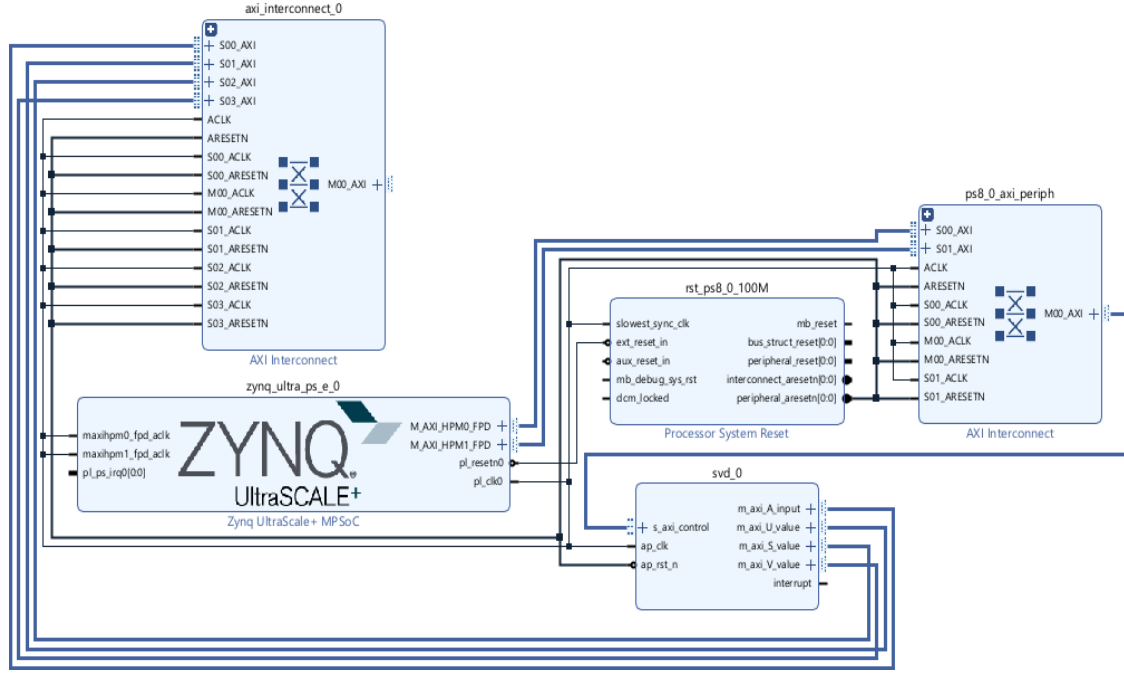 axi_interconnect_0
S00_AXI
S01_AXI
S02_AXI
S03_AXI
ACLK
ARESETN
S00_ACLK
S00_ARESETN
M00_ACLK
M00_ARESETN
S01_ACLK
S01_ARESETN
S02_ACLK
S02_ARESETN
S03_ACLK
S03_ARESETN
M00_AXI
AXI Interconnect
zynq_ultra_ps_e_0
maxihpm0_fpd_aclk
maxihpm1_fpd_aclk
pl_ps_irq0[0:0]
ZYNQ
UltraSCALE+
M_AXI_HPM0_FPD
M_AXI_HPM1_FPD
pl_resetn0
pl_clk0
Zynq UltraScale+ MPSoC
rst_ps8_0_100M
slowest_sync_clk
ext_reset_in
aux_reset_in
mb_debug_sys_rst
dcm_locked
mb_reset
bus_struct_reset[0:0]
peripheral_reset[0:0]
interconnect_aresetn[0:0]
peripheral_aresetn[0:0]
Processor System Reset
ps8_0_axi_periph
S00_AXI
S01_AXI
ACLK
ARESETN
S00_ACLK
S00_ARESETN
M00_ACLK
M00_ARESETN
S01_ACLK
S01_ARESETN
M00_AXI
AXI Interconnect
svd_0
s_axi_control
ap_clk
ap_rst_n
m_axi_A_input
m_axi_U_value
m_axi_S_value
m_axi_V_value
interrupt